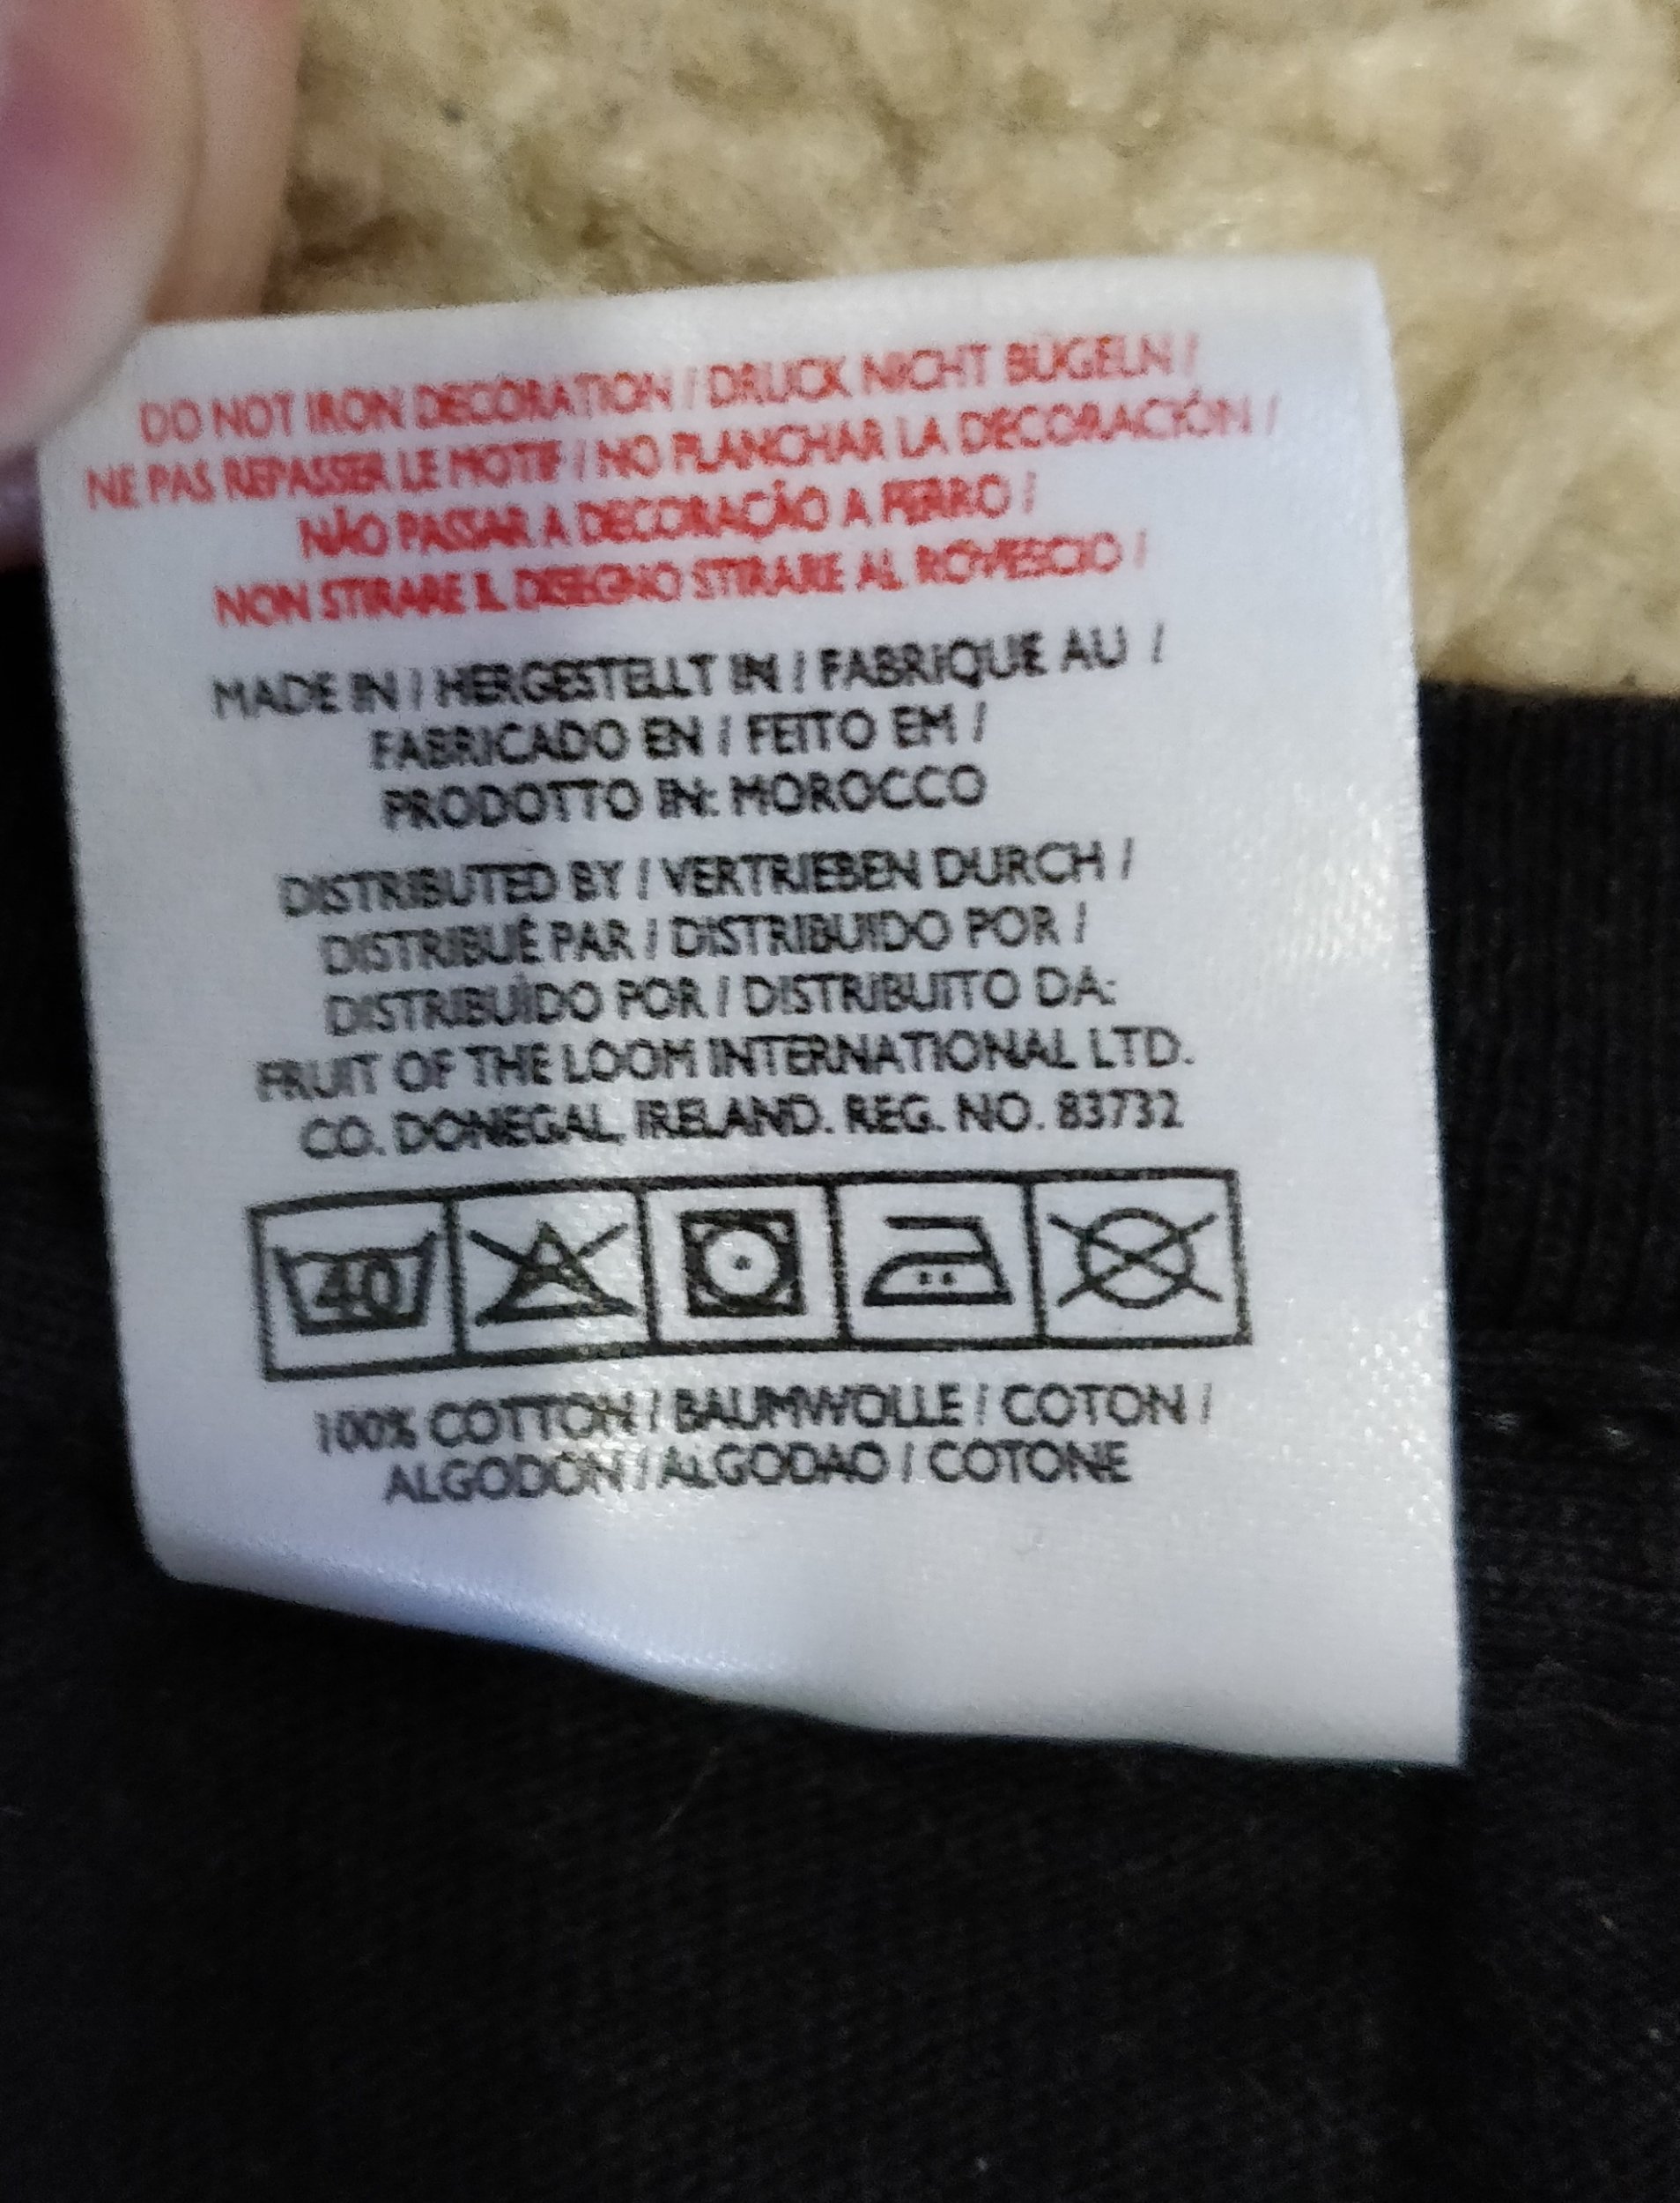 DO NOT IRON DECORATION / DRUCK NICHT BÜGELN /
NE PAS REPASSER LE MOTIF / NO PLANCHAR LA DECORACIÓN /
NÃO PASSAR A DECORAÇÃO A FERRO /
NON STIRARE IL DISEGNO STIRARE AL ROVESCIO /
MADE IN / HERGESTELLT IN / FABRIQUE AU /
FABRICADO EN / FEITO EM /
PRODOTTO IN: MOROCCO
DISTRIBUTED BY / VERTRIEBEN DURCH /
DISTRIBUÉ PAR / DISTRIBUIDO POR /
DISTRIBUÍDO POR / DISTRIBUITO DA:
FRUIT OF THE LOOM INTERNATIONAL LTD.
CO. DONEGAL, IRELAND. REG. NO. 83732
40
100% COTTON / BAUMWOLLE / COTON /
ALGODON / ALGODAO / COTONE